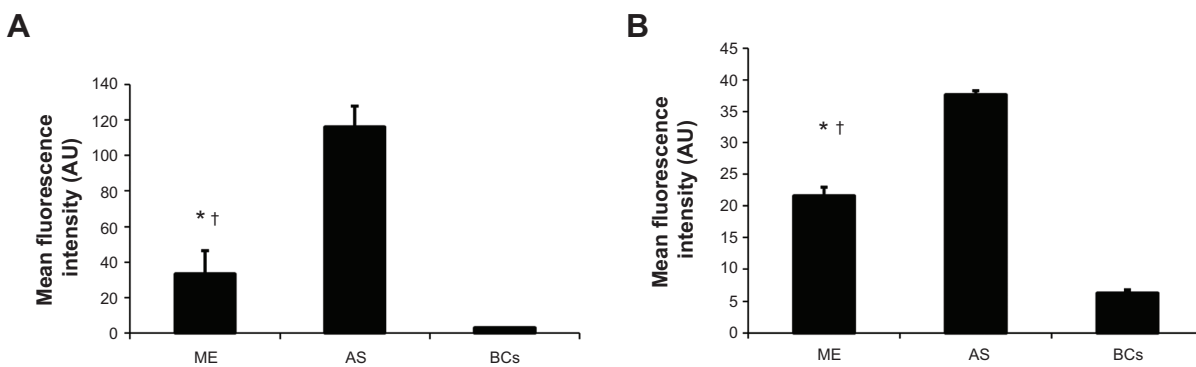 A
Mean fluorescence
intensity (AU)
140
120
100
80
60
40
20
0
* †
ME
AS
BCs
B
Mean fluorescence
intensity (AU)
45
40
35
30
25
20
15
10
5
0
* †
ME
AS
BCs